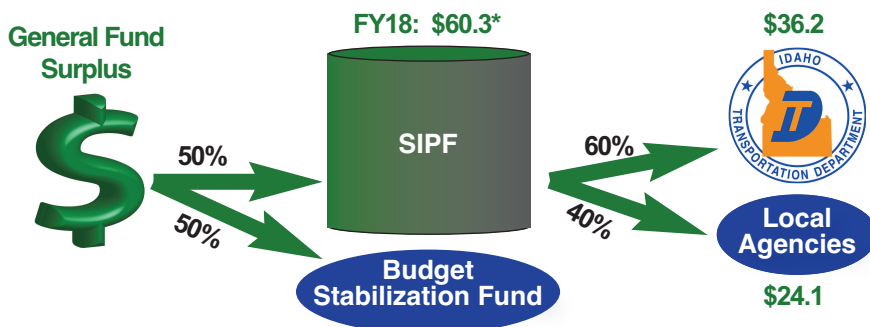 General Fund
Surplus
$
50%
50%
FY18: $60.3*
SIPF
Budget
Stabilization Fund
60%
40%
$36.2
IDAHO
TRANSPORTATION DEPARTMENT
IDT
Local
Agencies
$24.1